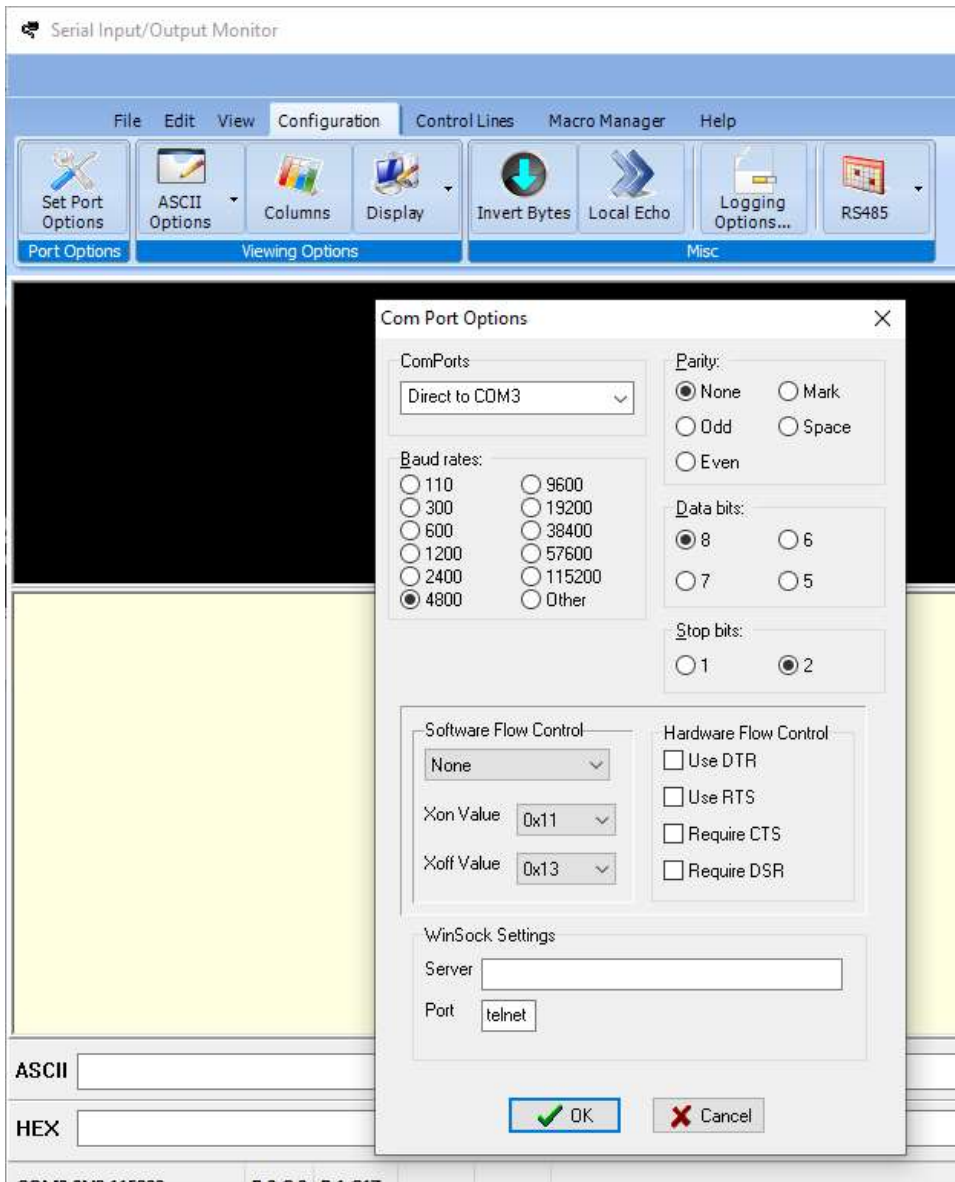 Serial Input/Output Monitor
File Edit View Configuration Control Lines Macro Manager Help
Set Port Options
ASCII Options
Columns
Display
Invert Bytes
Local Echo
Logging Options...
RS485
Port Options
Viewing Options
Misc
Com Port Options
ComPorts
Direct to COM3
Baud rates:
110 9600
300 19200
600 38400
1200 57600
2400 115200
4800 Other
Parity:
None Mark
Odd Space
Even
Data bits:
8 6
7 5
Stop bits:
1 2
Software Flow Control
None
Xon Value 0x11
Xoff Value 0x13
Hardware Flow Control
Use DTR
Use RTS
Require CTS
Require DSR
WinSock Settings
Server
Port telnet
OK Cancel
ASCII
HEX